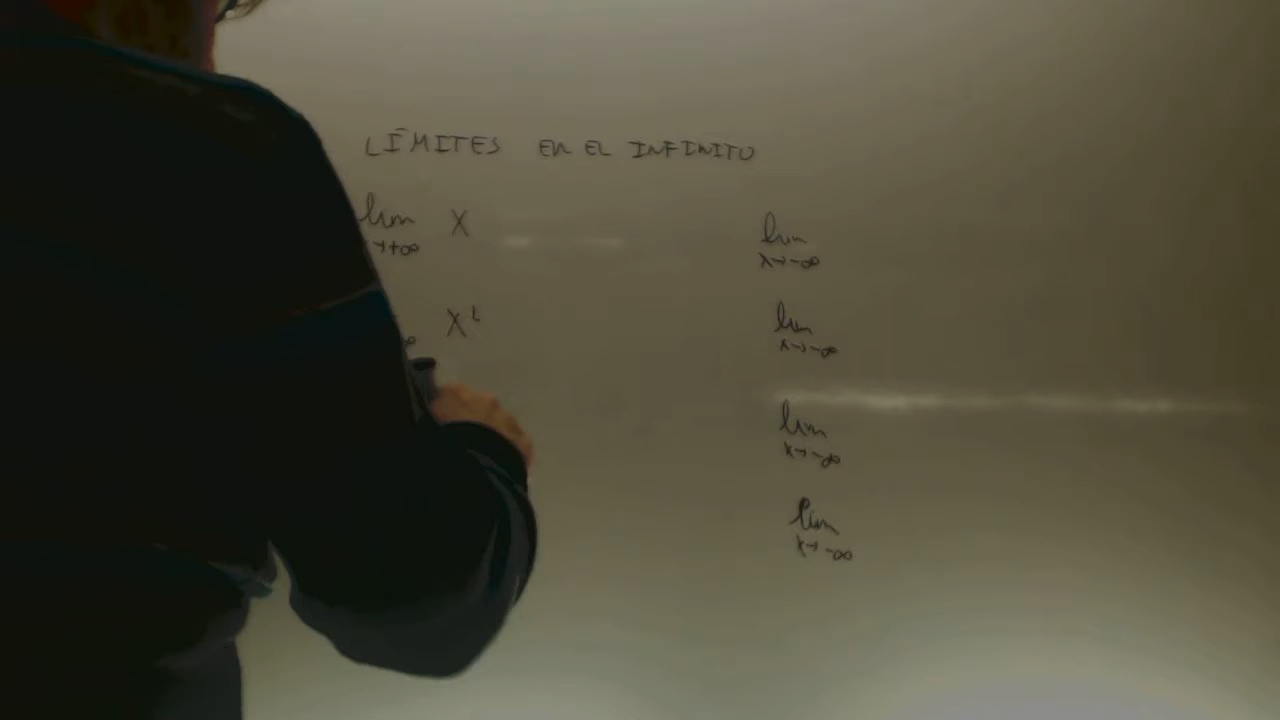 LÍMITES EN EL INFINITO
lim X
x→+∞
X²
∞
lim
x→-∞
lim
x→-∞
lim
x→-∞
lim
x→-∞